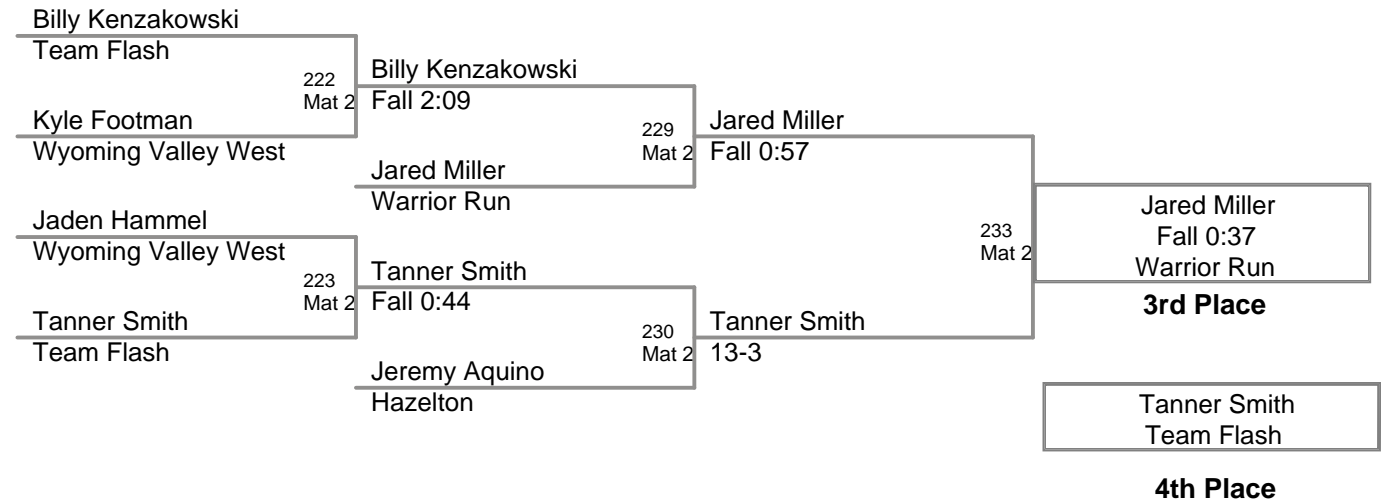 Billy Kenzakowski
Team Flash
222
Mat 2
Billy Kenzakowski
Fall 2:09
Kyle Footman
Wyoming Valley West
229
Mat 2
Jared Miller
Fall 0:57
Jared Miller
Warrior Run
Jaden Hammel
Wyoming Valley West
223
Mat 2
Tanner Smith
Fall 0:44
Tanner Smith
Team Flash
230
Mat 2
Tanner Smith
13-3
Jeremy Aquino
Hazelton
233
Mat 2
Jared Miller
Fall 0:37
Warrior Run
3rd Place
Tanner Smith
Team Flash
4th Place